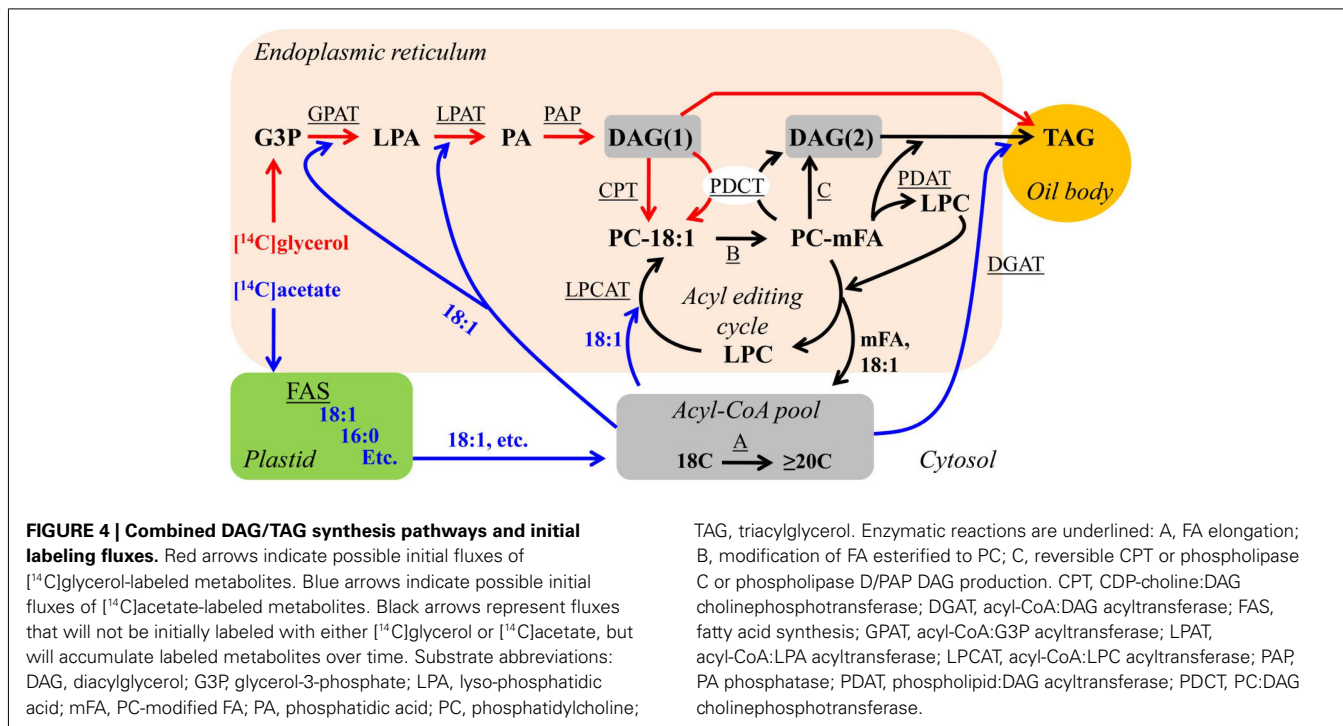 Endoplasmic reticulum
GPAT LPAT PAP
G3P LPA PA DAG(1) DAG(2) TAG
CPT PDCT C PDAT
LPC Oil body
[¹⁴C]glycerol PC-18:1 PC-mFA
B
DGAT
[¹⁴C]acetate LPCAT Acyl editing
18:1 18:1 cycle mFA,
LPC 18:1
FAS
18:1 Acyl-CoA pool
16:0 18:1, etc. A
Plastid Etc. 18C ≥20C Cytosol
FIGURE 4 | Combined DAG/TAG synthesis pathways and initial
labeling fluxes. Red arrows indicate possible initial fluxes of
[¹⁴C]glycerol-labeled metabolites. Blue arrows indicate possible initial
fluxes of [¹⁴C]acetate-labeled metabolites. Black arrows represent fluxes
that will not be initially labeled with either [¹⁴C]glycerol or [¹⁴C]acetate, but
will accumulate labeled metabolites over time. Substrate abbreviations:
DAG, diacylglycerol; G3P, glycerol-3-phosphate; LPA, lyso-phosphatidic
acid; mFA, PC-modified FA; PA, phosphatidic acid; PC, phosphatidylcholine;
TAG, triacylglycerol. Enzymatic reactions are underlined: A, FA elongation;
B, modification of FA esterified to PC; C, reversible CPT or phospholipase
C or phospholipase D/PAP DAG production. CPT, CDP-choline:DAG
cholinephosphotransferase; DGAT, acyl-CoA:DAG acyltransferase; FAS,
fatty acid synthesis; GPAT, acyl-CoA:G3P acyltransferase; LPAT,
acyl-CoA:LPA acyltransferase; LPCAT, acyl-CoA:LPC acyltransferase; PAP,
PA phosphatase; PDAT, phospholipid:DAG acyltransferase; PDCT, PC:DAG
cholinephosphotransferase.